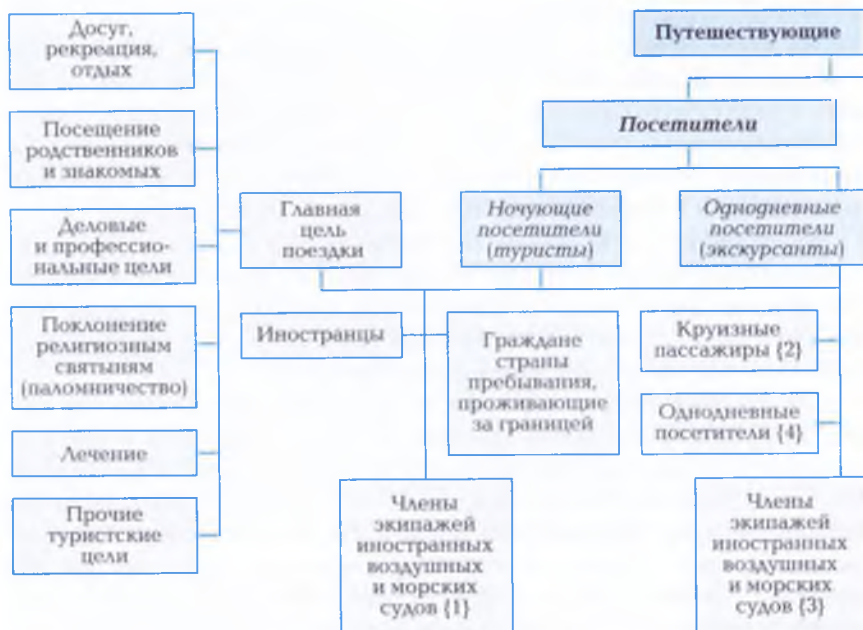 Путешествующие
Посетители
Досуг,
рекреация,
отдых
Посещение
родственников
и знакомых
Деловые
и профессио-
нальные цели
Поклонение
религиозным
святыням
(паломничество)
Лечение
Прочие
туристские
цели
Главная
цель
поездки
Ночующие
посетители
(туристы)
Однодневные
посетители
(экскурсанты)
Иностранцы
Граждане
страны
пребывания,
проживающие
за границей
Круизные
пассажиры {2}
Однодневные
посетители {4}
Члены
экипажей
иностранных
воздушных
и морских
судов {1}
Члены
экипажей
иностранных
воздушных
и морских
судов {3}